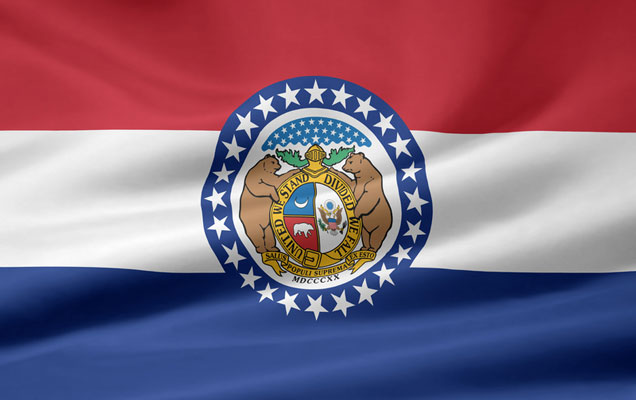 UNITED WE STAND DIVIDED WE FALL
SALUS POPULI SUPREMA LEX ESTO
MDCCCXX